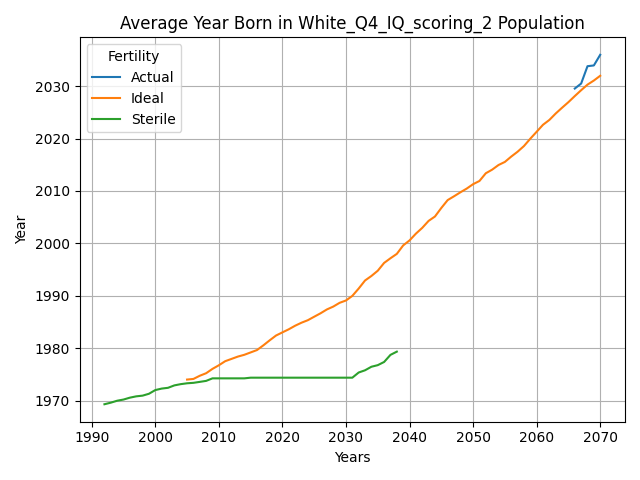 Average Year Born in White_Q4_IQ_scoring_2 Population
Fertility
Actual
Ideal
Sterile
Year
2030
2020
2010
2000
1990
1980
1970
1990 2000 2010 2020 2030 2040 2050 2060 2070
Years